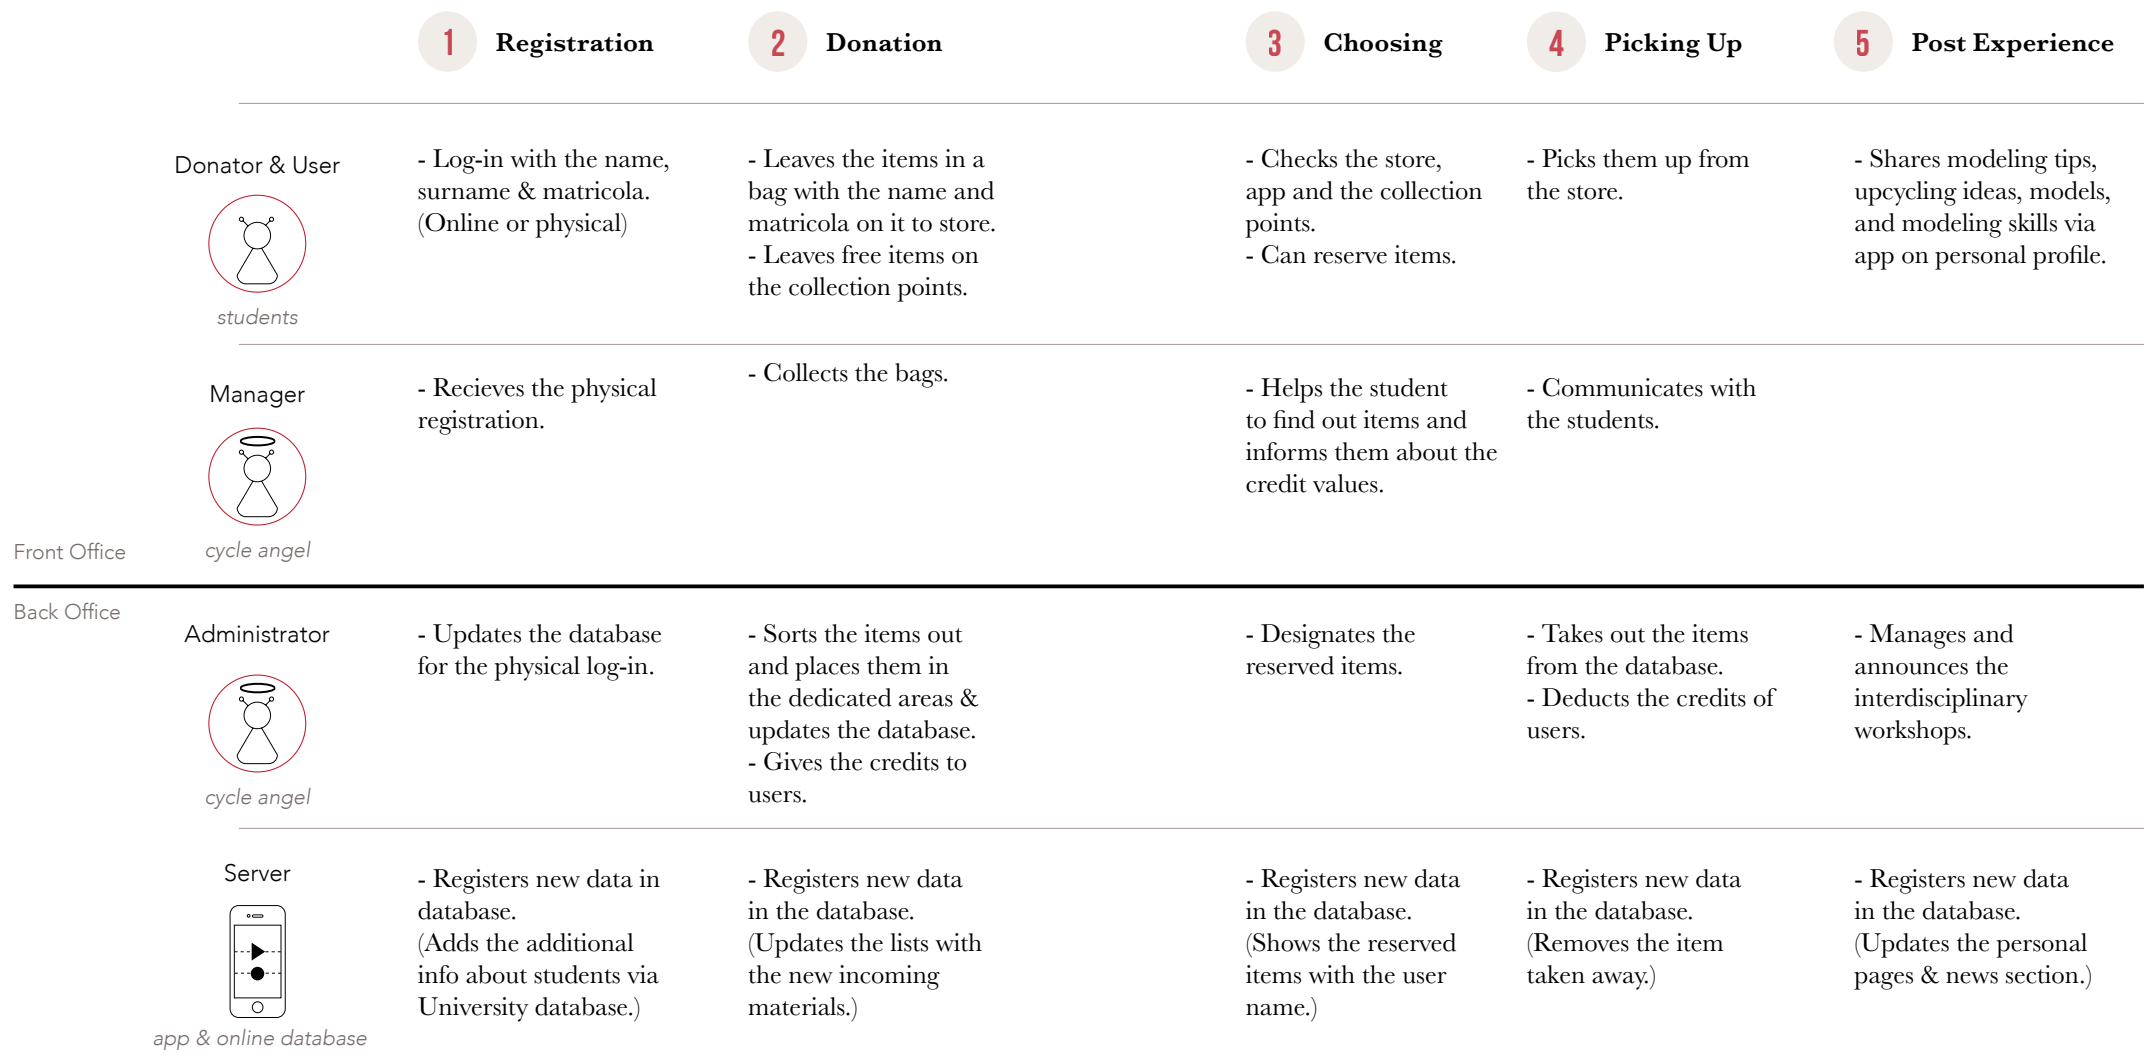 1 Registration
2 Donation
3 Choosing
4 Picking Up
5 Post Experience
Donator & User
students
- Log-in with the name,
surname & matricola.
(Online or physical)
- Leaves the items in a
bag with the name and
matricola on it to store.
- Leaves free items on
the collection points.
- Checks the store,
app and the collection
points.
- Can reserve items.
- Picks them up from
the store.
- Shares modeling tips,
upcycling ideas, models,
and modeling skills via
app on personal profile.
Manager
cycle angel
- Recieves the physical
registration.
- Collects the bags.
- Helps the student
to find out items and
informs them about the
credit values.
- Communicates with
the students.
Front Office
Back Office
Administrator
cycle angel
- Updates the database
for the physical log-in.
- Sorts the items out
and places them in
the dedicated areas &
updates the database.
- Gives the credits to
users.
- Designates the
reserved items.
- Takes out the items
from the database.
- Deducts the credits of
users.
- Manages and
announces the
interdisciplinary
workshops.
Server
app & online database
- Registers new data in
database.
(Adds the additional
info about students via
University database.)
- Registers new data
in the database.
(Updates the lists with
the new incoming
materials.)
- Registers new data
in the database.
(Shows the reserved
items with the user
name.)
- Registers new data
in the database.
(Removes the item
taken away.)
- Registers new data
in the database.
(Updates the personal
pages & news section.)